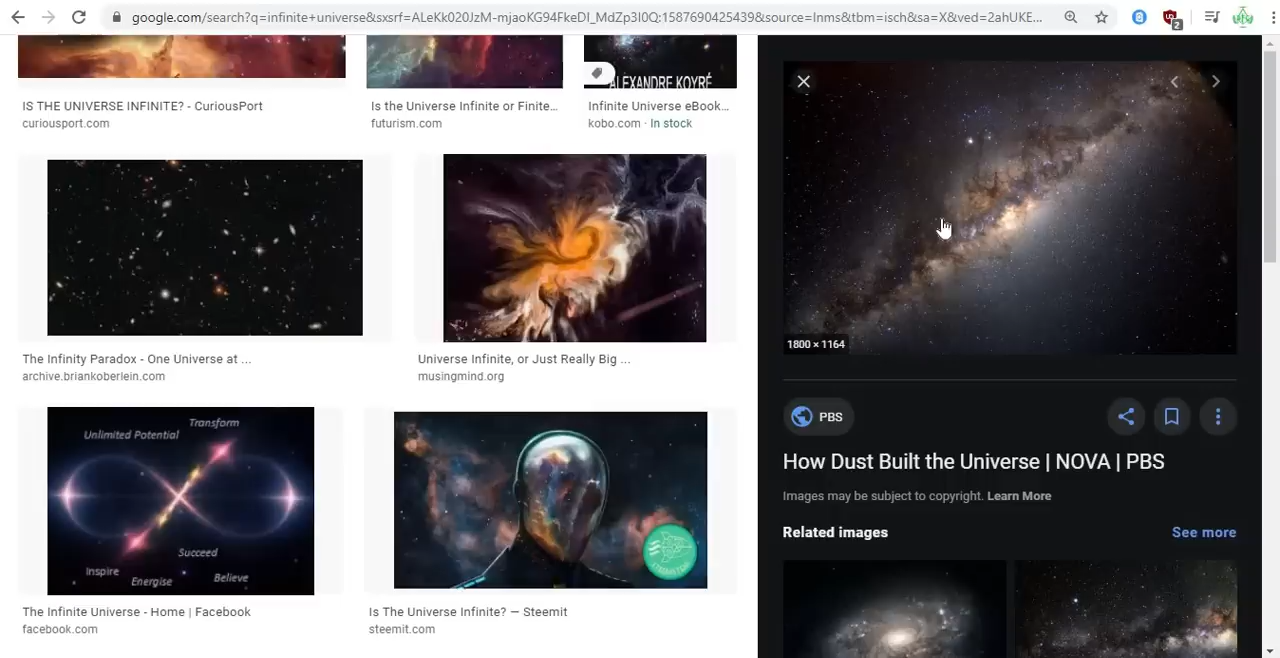 google.com/search?q=infinite+universe&sxsrf=ALeKk020JzM-mjaoKG94FkeDI_MdZp3I0Q:1587690425439&source=lnms&tbm=isch&sa=X&ved=2ahUKE...
2
ALEXANDRE KOYRÉ
IS THE UNIVERSE INFINITE? - CuriousPort
curiousport.com
Is the Universe Infinite or Finite...
futurism.com
Infinite Universe eBook...
kobo.com · In stock
The Infinity Paradox - One Universe at ...
archive.briankoberlein.com
Universe Infinite, or Just Really Big ...
musingmind.org
Transform
Unlimited Potential
Succeed
Inspire
Energise
Believe
The Infinite Universe - Home | Facebook
facebook.com
STEEMSTEM
Is The Universe Infinite? — Steemit
steemit.com
1800 × 1164
PBS
How Dust Built the Universe | NOVA | PBS
Images may be subject to copyright. Learn More
Related images
See more